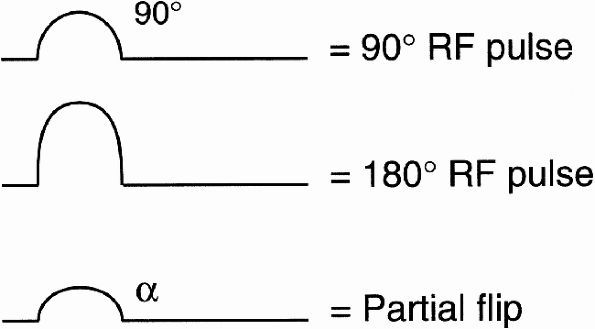 90°
= 90° RF pulse
= 180° RF pulse
α
= Partial flip